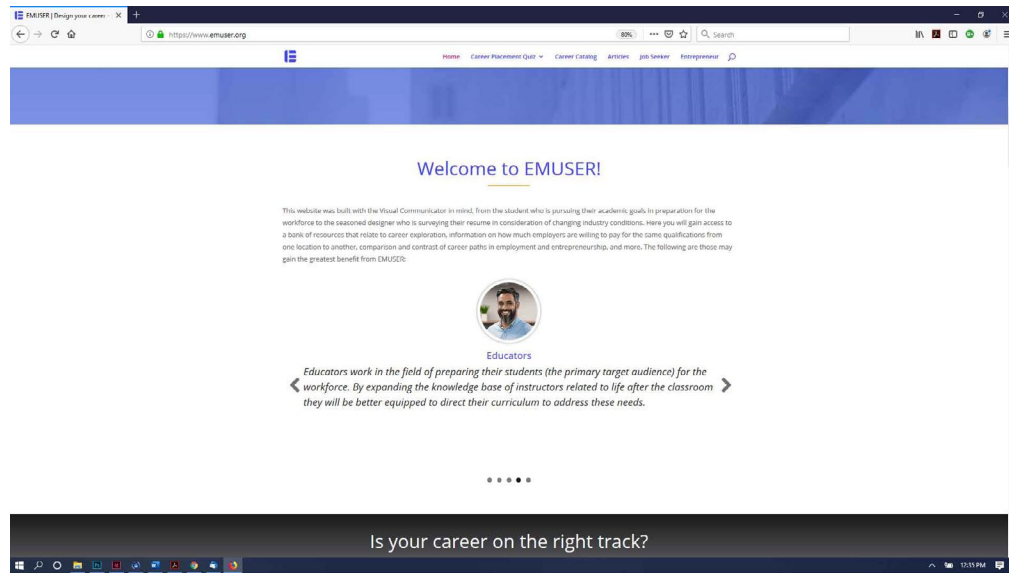 EMUSER | Design your career -
https://www.emuser.org
80%
Search
Home Career Placement Quiz Career Catalog Articles Job Seeker Entrepreneur
Welcome to EMUSER!
This website was built with the Visual Communicator in mind, from the student who is pursuing their academic goals in preparation for the
workforce to the seasoned designer who is surveying their resume in consideration of changing industry conditions. Here you will gain access to
a bank of resources that relate to career exploration, information on how much employers are willing to pay for the same qualifications from
one location to another, comparison and contrast of career paths in employment and entrepreneurship, and more. The following are those may
gain the greatest benefit from EMUSER:
Educators
Educators work in the field of preparing their students (the primary target audience) for the
workforce. By expanding the knowledge base of instructors related to life after the classroom
they will be better equipped to direct their curriculum to address these needs.
Is your career on the right track?
12:35 PM